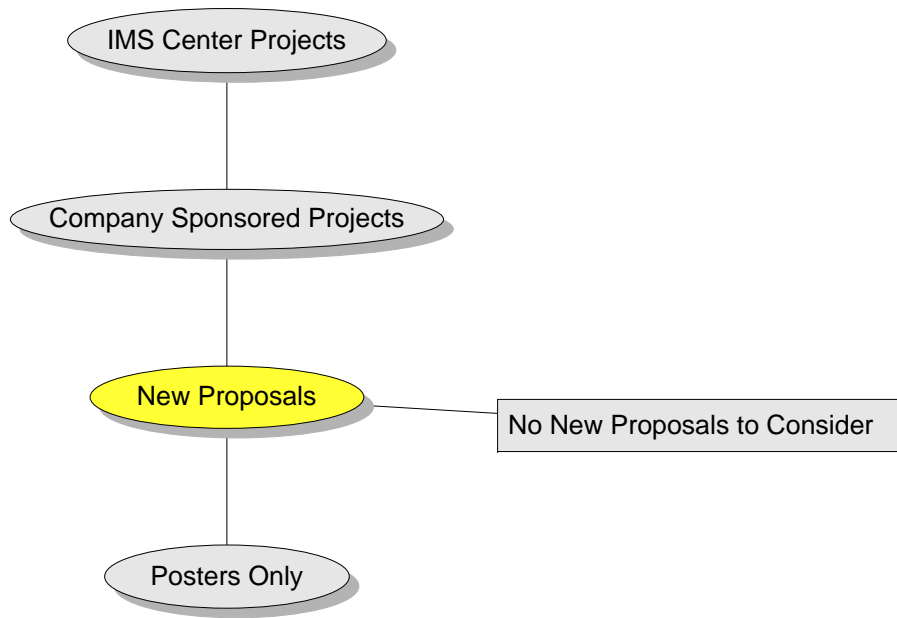 IMS Center Projects
Company Sponsored Projects
New Proposals
No New Proposals to Consider
Posters Only